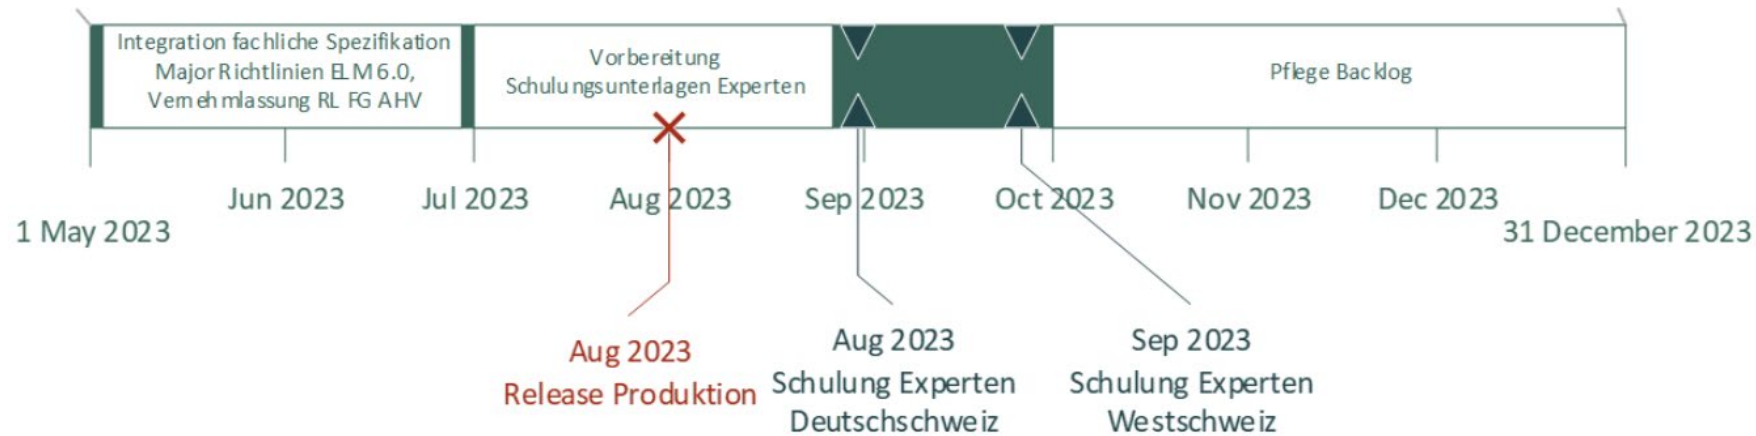 Integration fachliche Spezifikation
Major Richtlinien ELM 6.0,
Vernehmlassung RL FG AHV
Vorbereitung
Schulungsunterlagen Experten
Pflege Backlog
Jun 2023
Jul 2023
Aug 2023
Sep 2023
Oct 2023
Nov 2023
Dec 2023
1 May 2023
31 December 2023
Aug 2023
Release Produktion
Aug 2023
Schulung Experten
Deutschschweiz
Sep 2023
Schulung Experten
Westschweiz